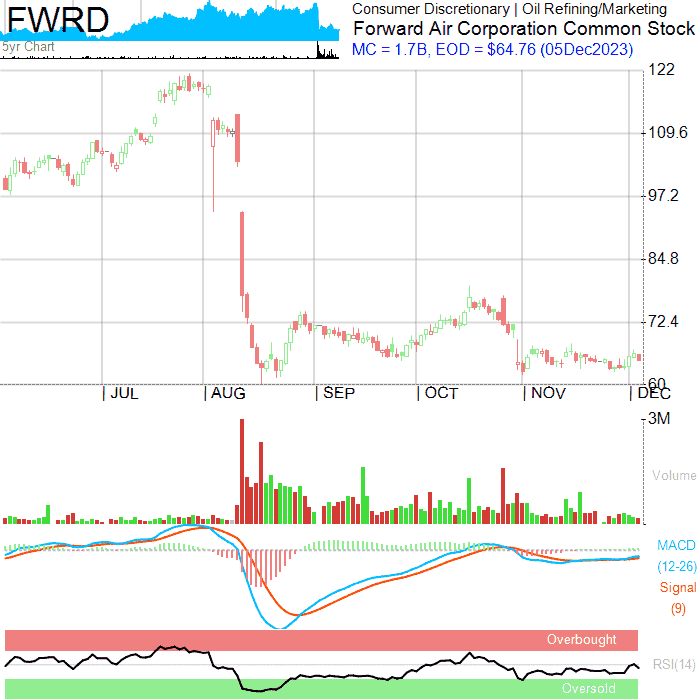 FWRD
5yr Chart
Consumer Discretionary | Oil Refining/Marketing
Forward Air Corporation Common Stock
MC = 1.7B, EOD = $64.76 (05Dec2023)
122
109.6
97.2
84.8
72.4
60
| JUL | AUG | SEP | OCT | NOV | DEC
3M
Volume
MACD
(12-26)
Signal
(9)
Overbought
RSI(14)
Oversold